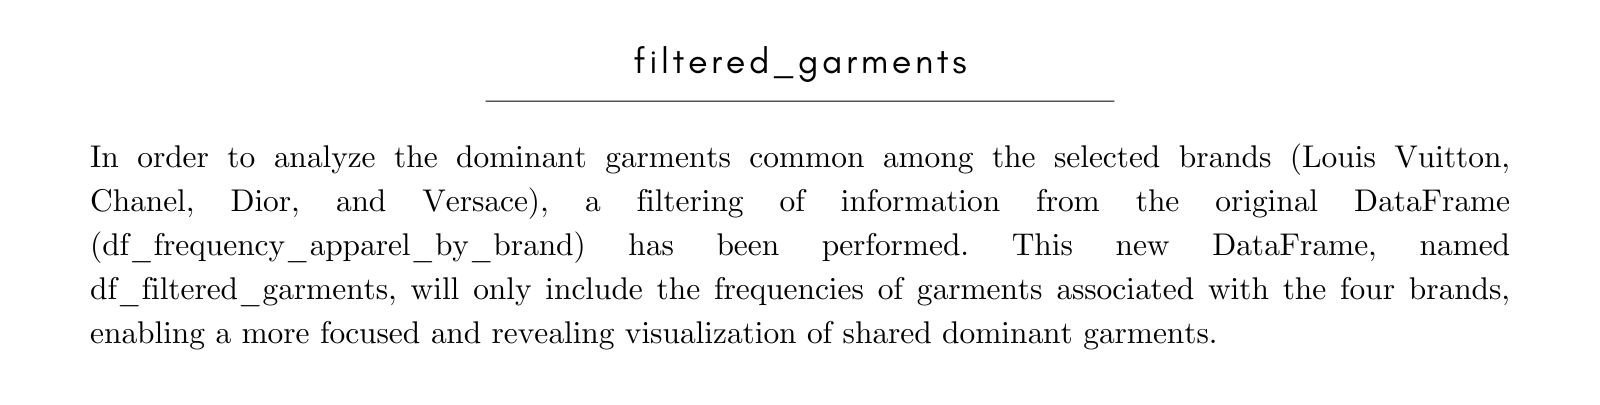 filtered_garments
In order to analyze the dominant garments common among the selected brands (Louis Vuitton,
Chanel, Dior, and Versace), a filtering of information from the original DataFrame
(df_frequency_apparel_by_brand) has been performed. This new DataFrame, named
df_filtered_garments, will only include the frequencies of garments associated with the four brands,
enabling a more focused and revealing visualization of shared dominant garments.